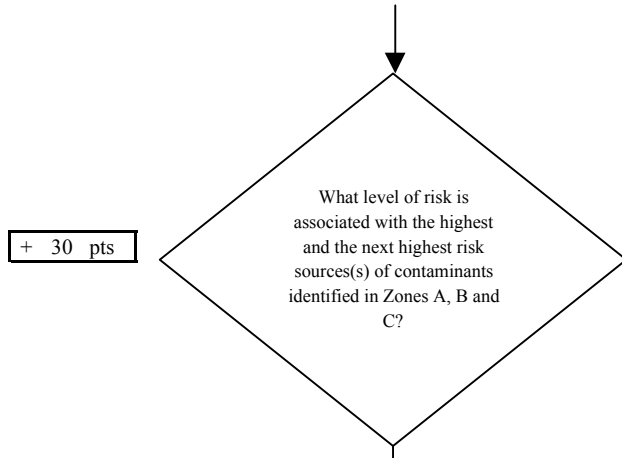 What level of risk is
associated with the highest
and the next highest risk
sources(s) of contaminants
identified in Zones A, B and
C?
+ 30 pts